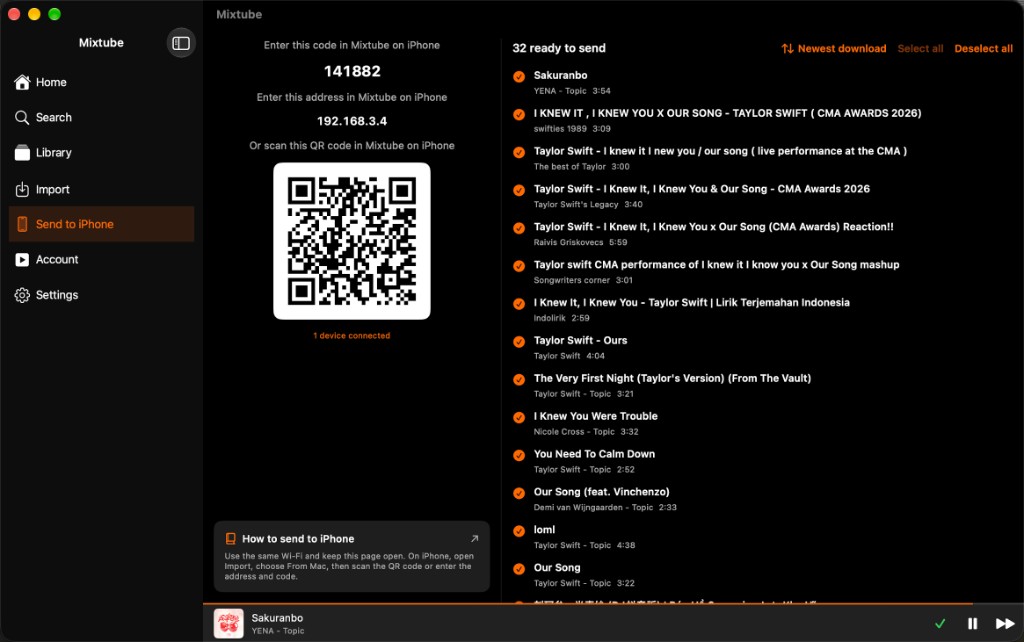 Mixtube
Mixtube
Home
Search
Library
Import
Send to iPhone
Account
Settings
Enter this code in Mixtube on iPhone
141882
Enter this address in Mixtube on iPhone
192.168.3.4
Or scan this QR code in Mixtube on iPhone
1 device connected
How to send to iPhone
Use the same Wi-Fi and keep this page open. On iPhone, open
Import, choose From Mac, then scan the QR code or enter the
address and code.
32 ready to send
Newest download Select all Deselect all
Sakuranbo
YENA - Topic 3:54
I KNEW IT , I KNEW YOU X OUR SONG - TAYLOR SWIFT ( CMA AWARDS 2026)
swifties 1989 3:09
Taylor Swift - I knew it I new you / our song ( live performance at the CMA )
The best of Taylor 3:00
Taylor Swift - I Knew It, I Knew You & Our Song - CMA Awards 2026
Taylor Swift's Legacy 3:40
Taylor Swift - I Knew It, I Knew You x Our Song (CMA Awards) Reaction!!
Raivis Griskovecs 5:59
Taylor swift CMA performance of I knew it I know you x Our Song mashup
Songwriters corner 3:01
I Knew It, I Knew You - Taylor Swift | Lirik Terjemahan Indonesia
Indolirik 2:59
Taylor Swift - Ours
Taylor Swift 4:04
The Very First Night (Taylor's Version) (From The Vault)
Taylor Swift - Topic 3:21
I Knew You Were Trouble
Nicole Cross - Topic 3:32
You Need To Calm Down
Taylor Swift - Topic 2:52
Our Song (feat. Vinchenzo)
Demi van Wijngaarden - Topic 2:33
loml
Taylor Swift - Topic 4:38
Our Song
Taylor Swift - Topic 3:22
Sakuranbo
YENA - Topic